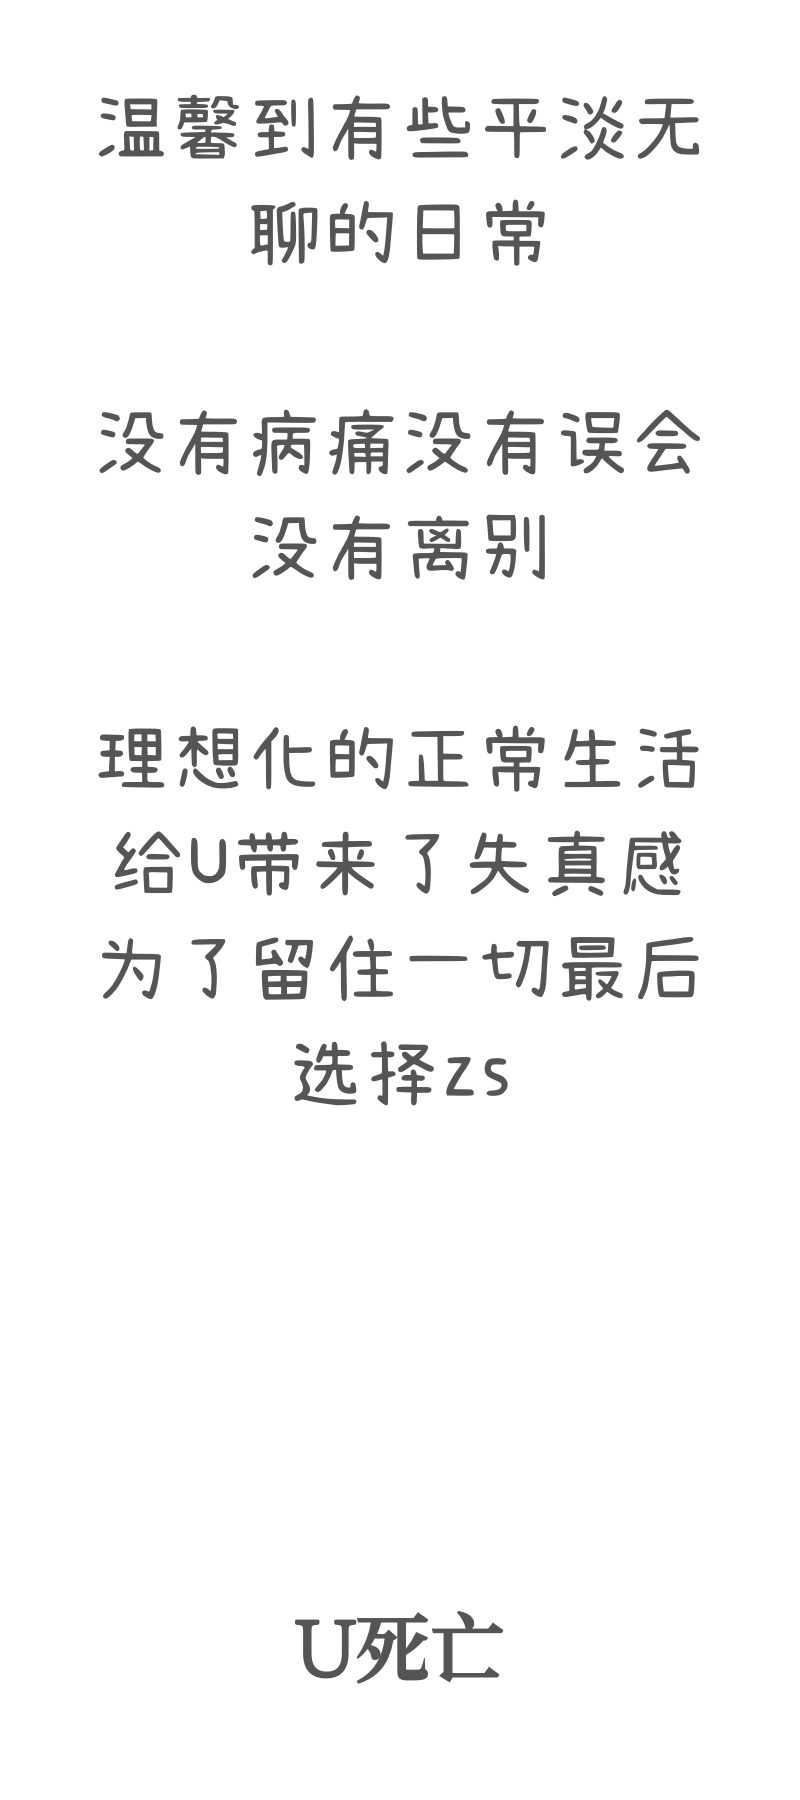 温馨到有些平淡无
聊的日常
没有病痛没有误会
没有离别
理想化的正常生活
给U带来了失真感
为了留住一切最后
选择zs
U死亡